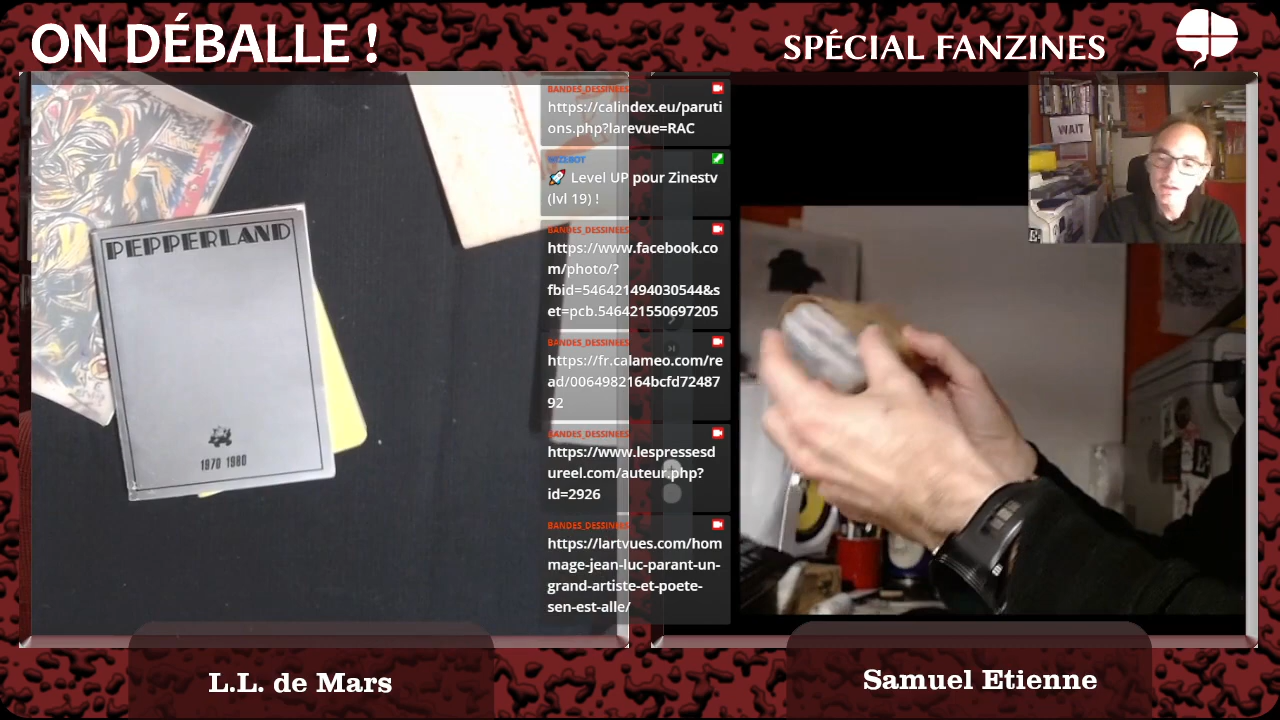 ON DÉBALLE !
SPÉCIAL FANZINES
PEPPERLAND
1970 1980
BANDES_DESSINEES
https://calindex.eu/paruti
ons.php?larevue=RAC
WIZEBOT
🚀 Level UP pour Zinestv
(lvl 19) !
BANDES_DESSINEES
https://www.facebook.co
m/photo/?
fbid=546421494030544&s
et=pcb.546421550697205
BANDES_DESSINEES
https://fr.calameo.com/re
ad/0064982164bcfd72487
92
BANDES_DESSINEES
https://www.lespressesd
ureel.com/auteur.php?
id=2926
BANDES_DESSINEES
https://lartvues.com/hom
mage-jean-luc-parant-un-
grand-artiste-et-poete-
sen-est-alle/
WAIT
L.L. de Mars
Samuel Etienne